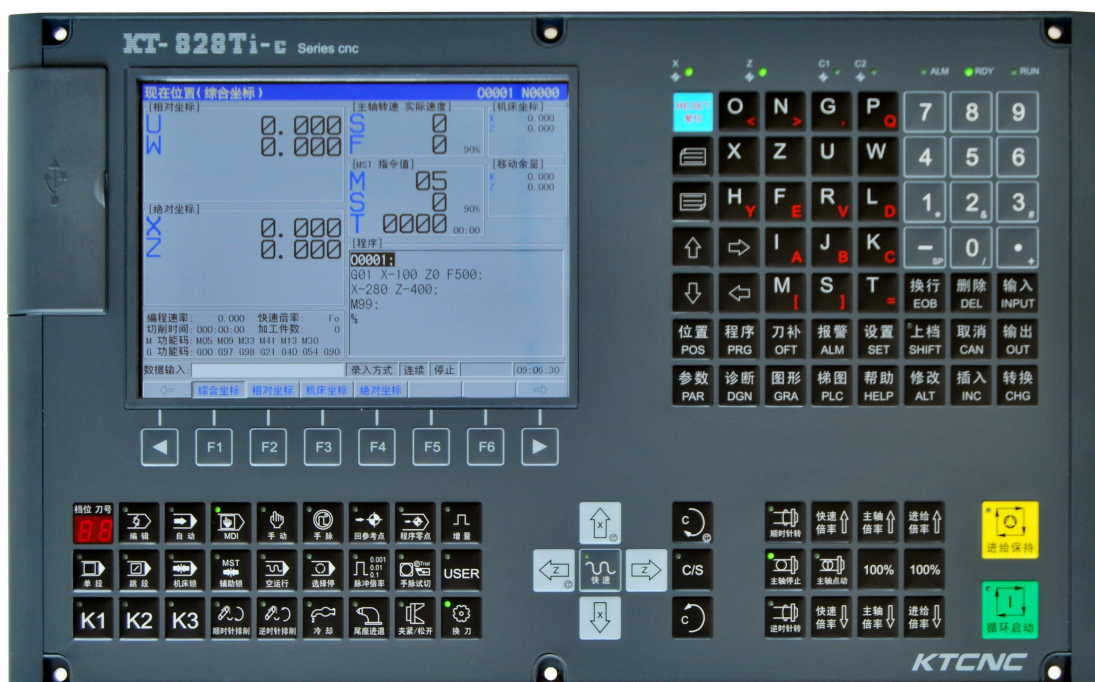 KT-828Ti-c Series cnc
现在位置(综合坐标) O0001 N0000
[相对坐标] [主轴转速 实际速度] [机床坐标]
U 0.000 S 0 X 0.000
W 0.000 F 0 90% Z 0.000
[MST 指令值] [移动余量]
M 05 X 0.000
S 0 90% Z 0.000
T 0000 00:00
[绝对坐标]
X 0.000
Z 0.000
[程序]
O0001;
G01 X-100 Z0 F500;
X-280 Z-400;
M99;
%
编程速率: 0.000 快速倍率: Fo
切削时间: 000:00:00 加工件数: 0
M 功能码: M05 M09 M33 M41 M13 M30
G 功能码: G00 G97 G98 G21 G40 G54 G90
数据输入: 录入方式 连续 停止 09:06:30
综合坐标 相对坐标 机床坐标 绝对坐标
F1 F2 F3 F4 F5 F6
X Z C1 C2 ALM RDY RUN
RESET 复位 O < N > G , P Q 7 8 9
X Z U W 4 5 6
H Y F E R V L D 1 * 2 & 3 #
I A J B K C - SP 0 / • +
M [ S ] T = 换行 EOB 删除 DEL 输入 INPUT
位置 POS 程序 PRG 刀补 OFT 报警 ALM 设置 SET 上档 SHIFT 取消 CAN 输出 OUT
参数 PAR 诊断 DGN 图形 GRA 梯图 PLC 帮助 HELP 修改 ALT 插入 INC 转换 CHG
档位 刀号
88 编辑 自动 MDI 手动 手脉 回参考点 程序零点 增量
单段 跳段 机床锁 MST 辅助锁 空运行 选择停 0.001 0.01 0.1 脉冲倍率 Trial 手脉试切 USER
K1 K2 K3 顺时针排削 逆时针排削 冷却 尾座进退 夹紧/松开 换刀
X
Z 快速 Z
X
C
C/S
C
顺时针转 快速倍率 主轴倍率 进给倍率
主轴停止 主轴点动 100% 100%
逆时针转 快速倍率 主轴倍率 进给倍率
进给保持
循环启动
KTCNC